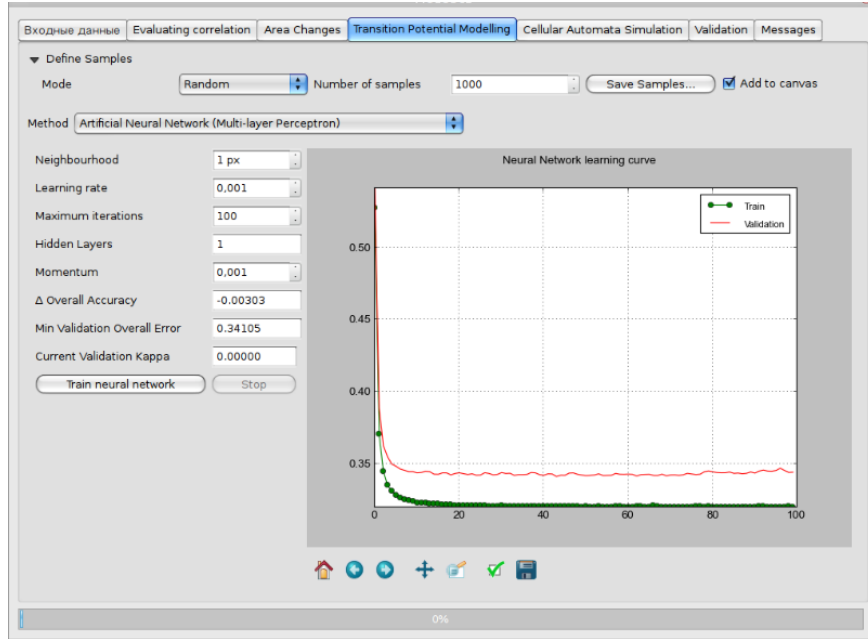 Входные данные Evaluating correlation Area Changes Transition Potential Modelling Cellular Automata Simulation Validation Messages
Define Samples
Mode Random Number of samples 1000 Save Samples... Add to canvas
Method Artificial Neural Network (Multi-layer Perceptron)
Neighbourhood 1 px
Learning rate 0,001
Maximum iterations 100
Hidden Layers 1
Momentum 0,001
Δ Overall Accuracy -0.00303
Min Validation Overall Error 0.34105
Current Validation Kappa 0.00000
Train neural network Stop
Neural Network learning curve
Train
Validation
0.50
0.45
0.40
0.35
0 20 40 60 80 100
0%